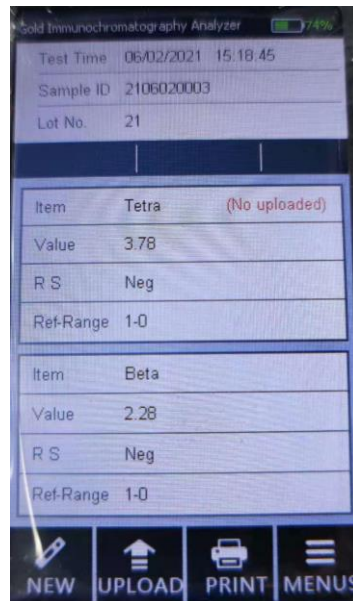 Gold Immunochromatography Analyzer 74%
Test Time 06/02/2021 15:18:45
Sample ID 2106020003
Lot No. 21
Item Tetra (No uploaded)
Value 3.78
R S Neg
Ref-Range 1-0
Item Beta
Value 2.28
R S Neg
Ref-Range 1-0
NEW UPLOAD PRINT MENUS